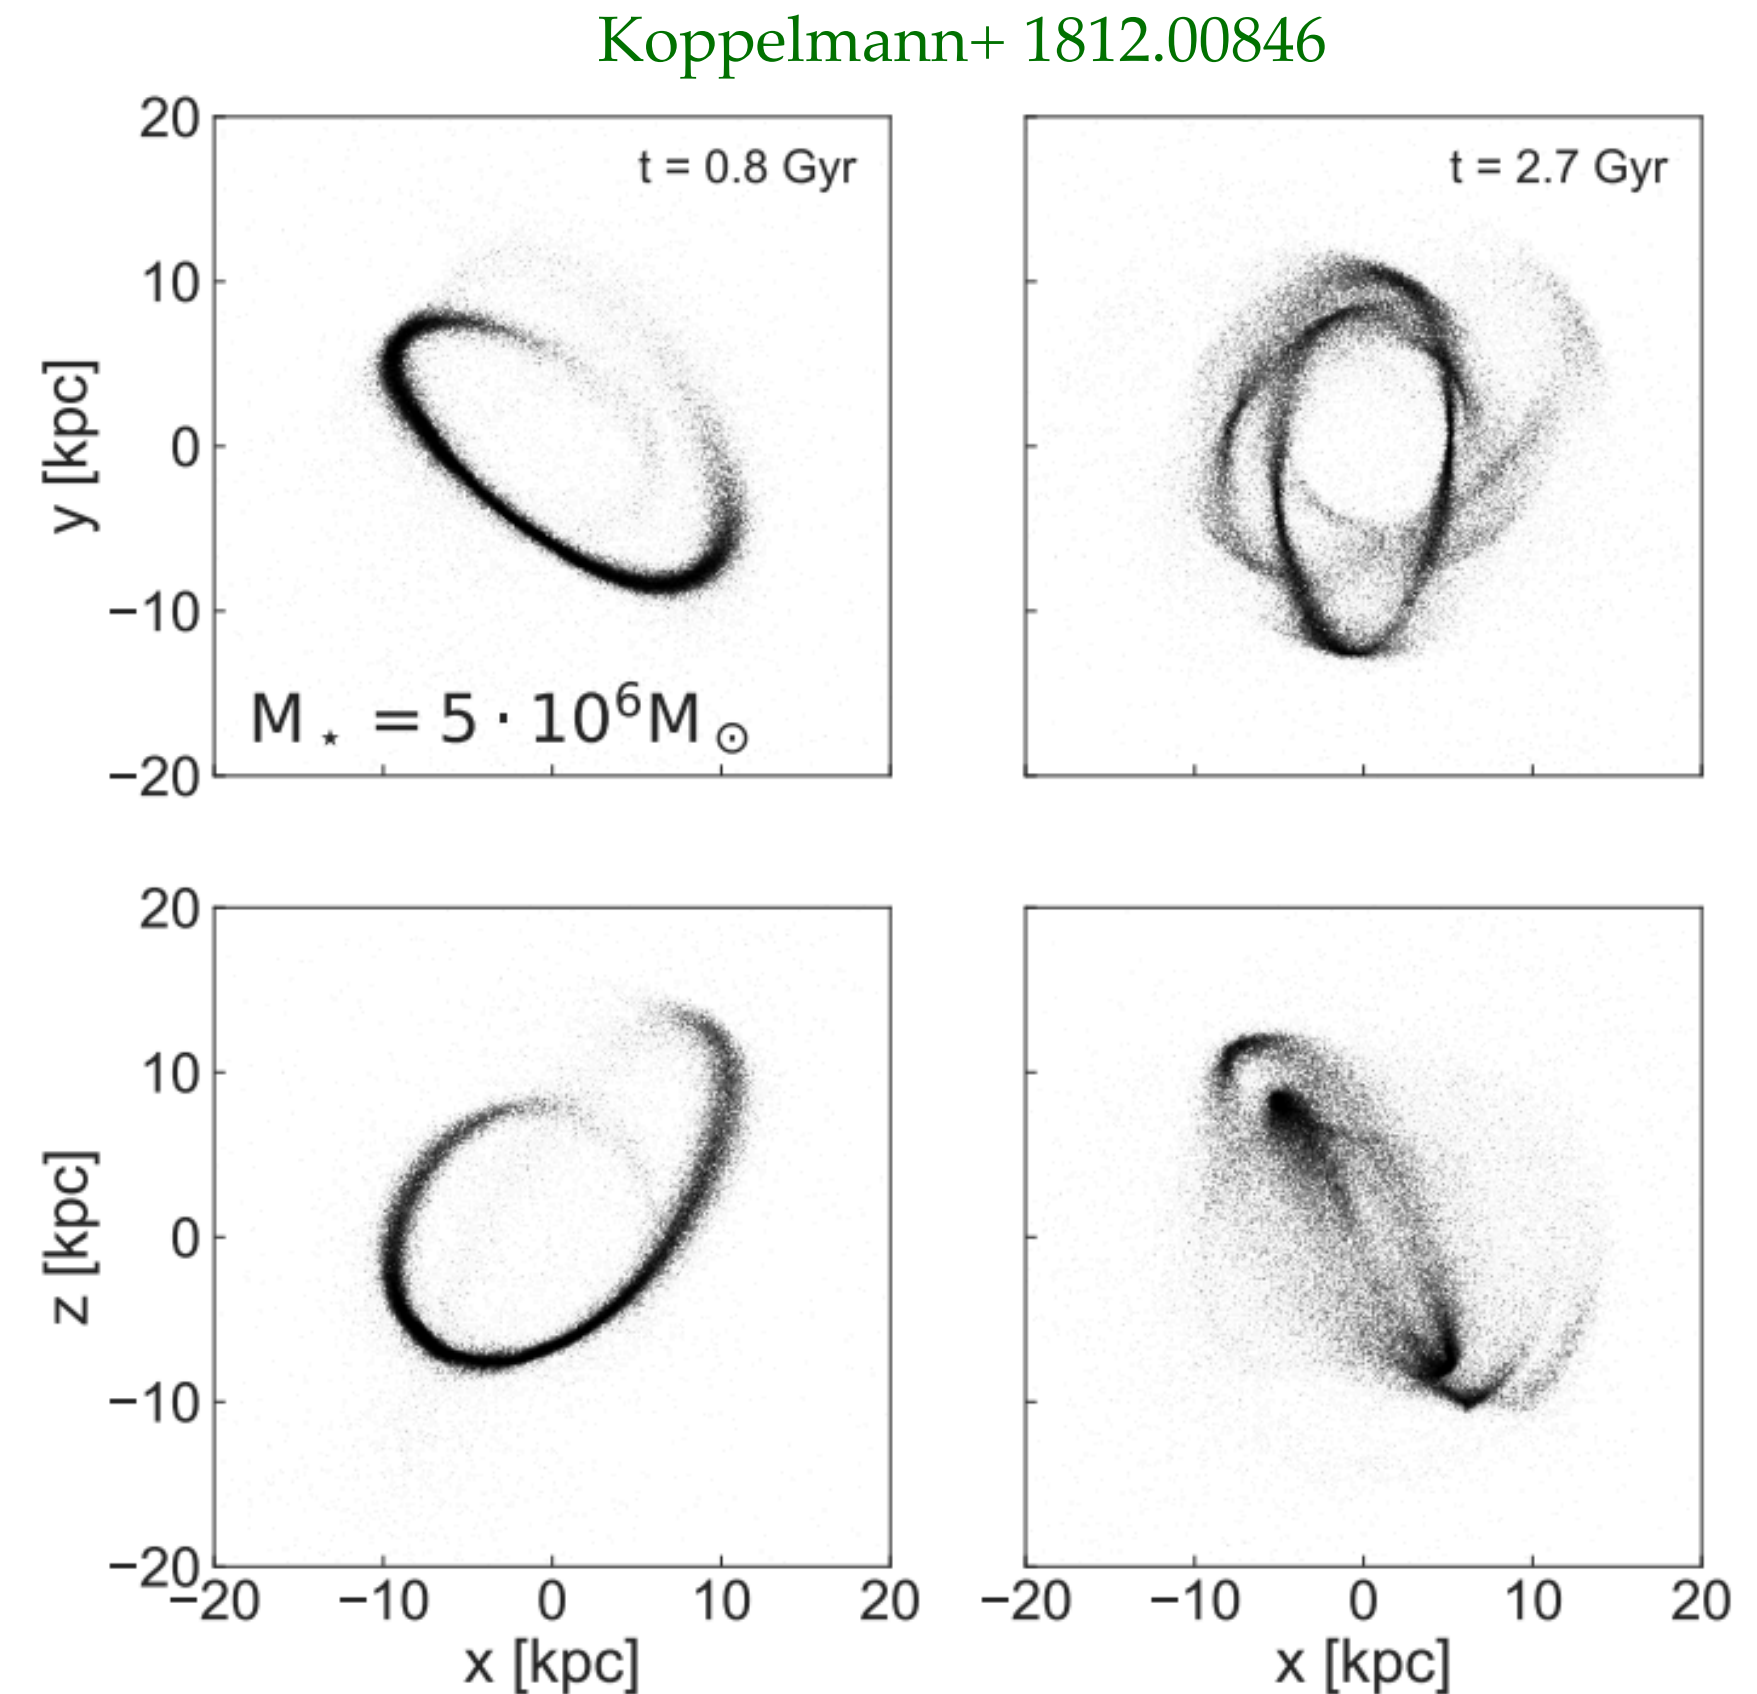 Koppelmann+ 1812.00846
20
10
0
−10
−20
y [kpc]
t = 0.8 Gyr
M⋆ = 5·10⁶M☉
t = 2.7 Gyr
20
10
0
−10
−20
z [kpc]
−20 −10 0 10 20
x [kpc]
−20 −10 0 10 20
x [kpc]